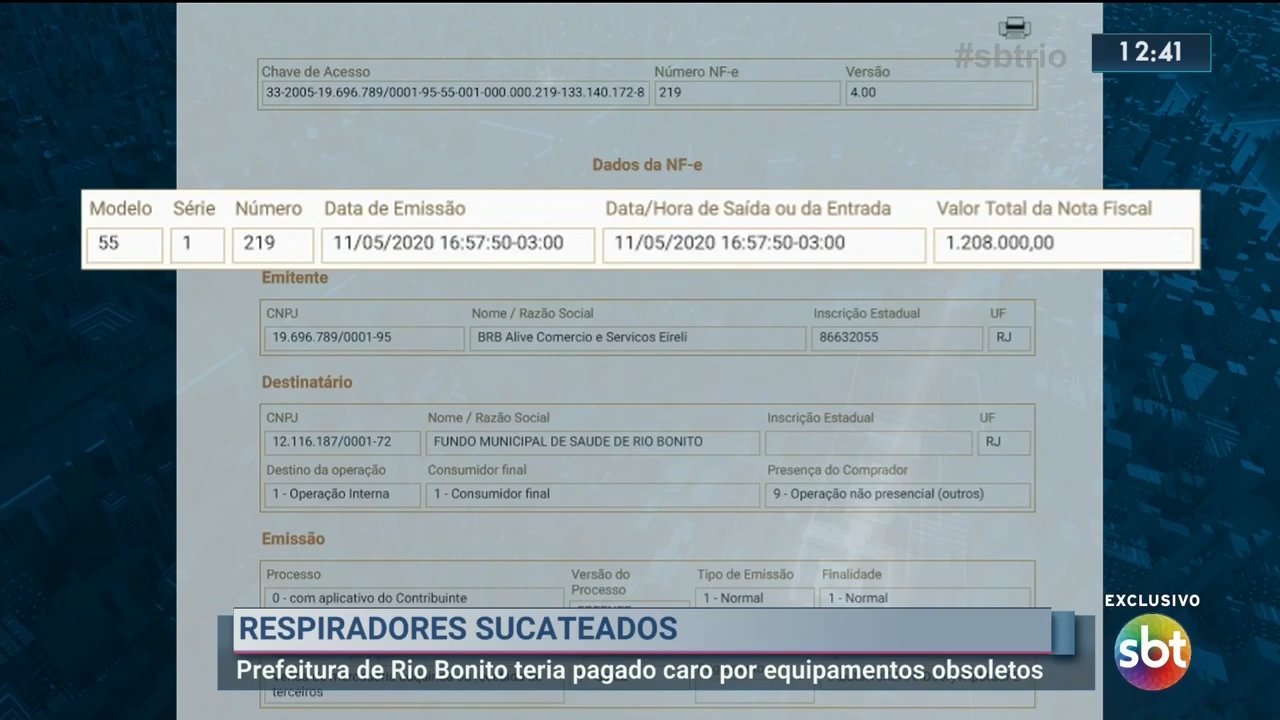 #sbtrio
12:41
Chave de Acesso Número NF-e Versão
33-2005-19.696.789/0001-95-55-001-000.000.219-133.140.172-8 219 4.00
Dados da NF-e
Modelo Série Número Data de Emissão Data/Hora de Saída ou da Entrada Valor Total da Nota Fiscal
55 1 219 11/05/2020 16:57:50-03:00 11/05/2020 16:57:50-03:00 1.208.000,00
Emitente
CNPJ Nome / Razão Social Inscrição Estadual UF
19.696.789/0001-95 BRB Alive Comercio e Servicos Eireli 86632055 RJ
Destinatário
CNPJ Nome / Razão Social Inscrição Estadual UF
12.116.187/0001-72 FUNDO MUNICIPAL DE SAUDE DE RIO BONITO RJ
Destino da operação Consumidor final Presença do Comprador
1 - Operação Interna 1 - Consumidor final 9 - Operação não presencial (outros)
Emissão
Processo Versão do Processo Tipo de Emissão Finalidade
0 - com aplicativo do Contribuinte 1 - Normal 1 - Normal
RESPIRADORES SUCATEADOS
Prefeitura de Rio Bonito teria pagado caro por equipamentos obsoletos
terceiros
EXCLUSIVO
sbt